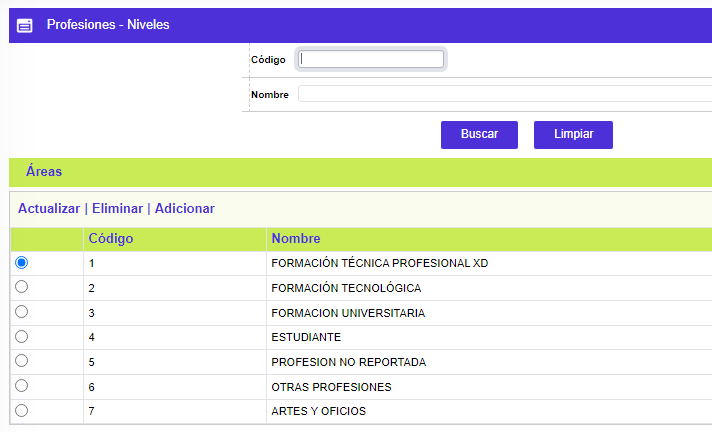 Profesiones - Niveles
Código
Nombre
Buscar Limpiar
Áreas
Actualizar | Eliminar | Adicionar
Código Nombre
1 FORMACIÓN TÉCNICA PROFESIONAL XD
2 FORMACIÓN TECNOLÓGICA
3 FORMACION UNIVERSITARIA
4 ESTUDIANTE
5 PROFESION NO REPORTADA
6 OTRAS PROFESIONES
7 ARTES Y OFICIOS